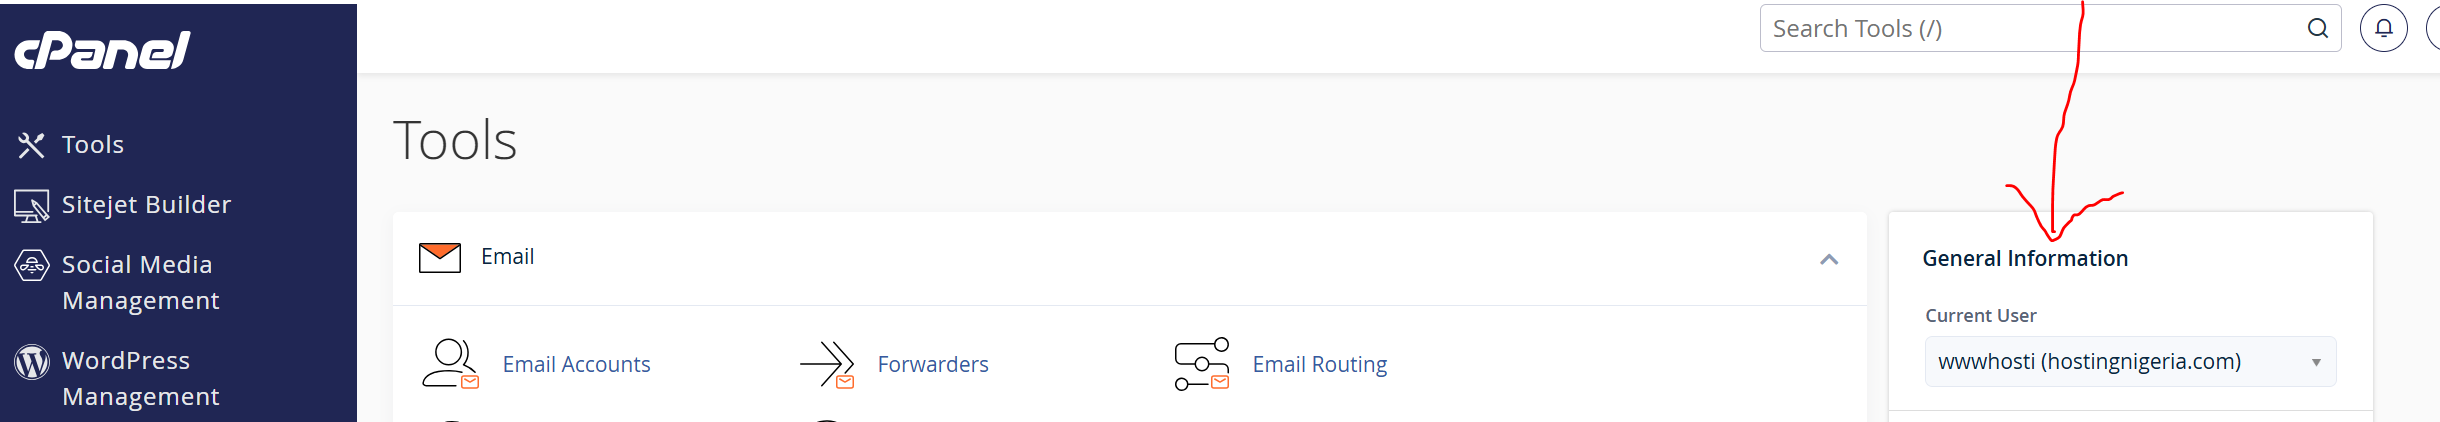 cPanel
Search Tools (/)
Tools
Sitejet Builder
Social Media
Management
WordPress
Management
Tools
Email
Email Accounts
Forwarders
Email Routing
General Information
Current User
wwwhosti (hostingnigeria.com)